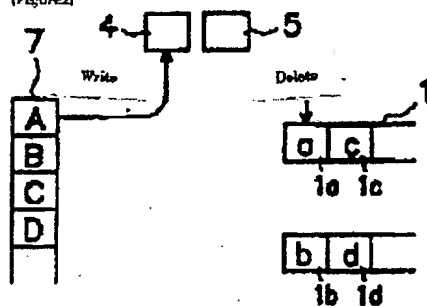 [Figure2]
7 4 5
Write Delete
A a c 1
B 1a 1c
C
D b d
1b 1d